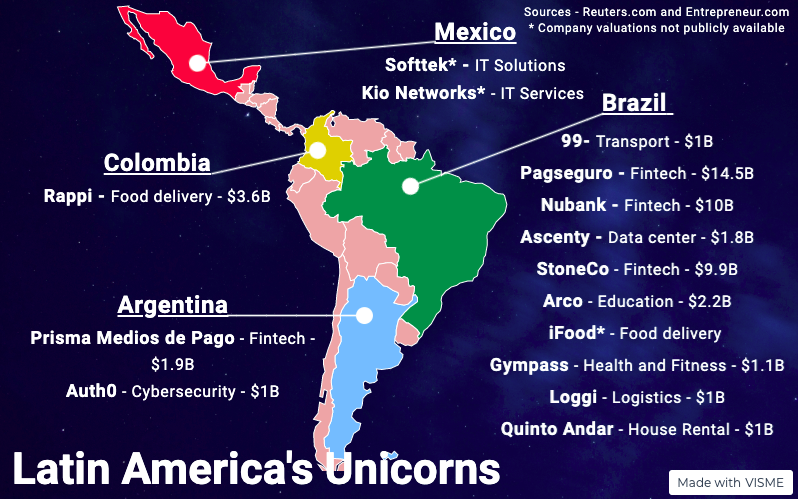 Sources - Reuters.com and Entrepreneur.com
* Company valuations not publicly available
Mexico
Softtek* - IT Solutions
Kio Networks* - IT Services
Brazil
99- Transport - $1B
Pagseguro - Fintech - $14.5B
Nubank - Fintech - $10B
Ascenty - Data center - $1.8B
StoneCo - Fintech - $9.9B
Arco - Education - $2.2B
iFood* - Food delivery
Gympass - Health and Fitness - $1.1B
Loggi - Logistics - $1B
Quinto Andar - House Rental - $1B
Colombia
Rappi - Food delivery - $3.6B
Argentina
Prisma Medios de Pago - Fintech -
$1.9B
Auth0 - Cybersecurity - $1B
Latin America's Unicorns
Made with VISME